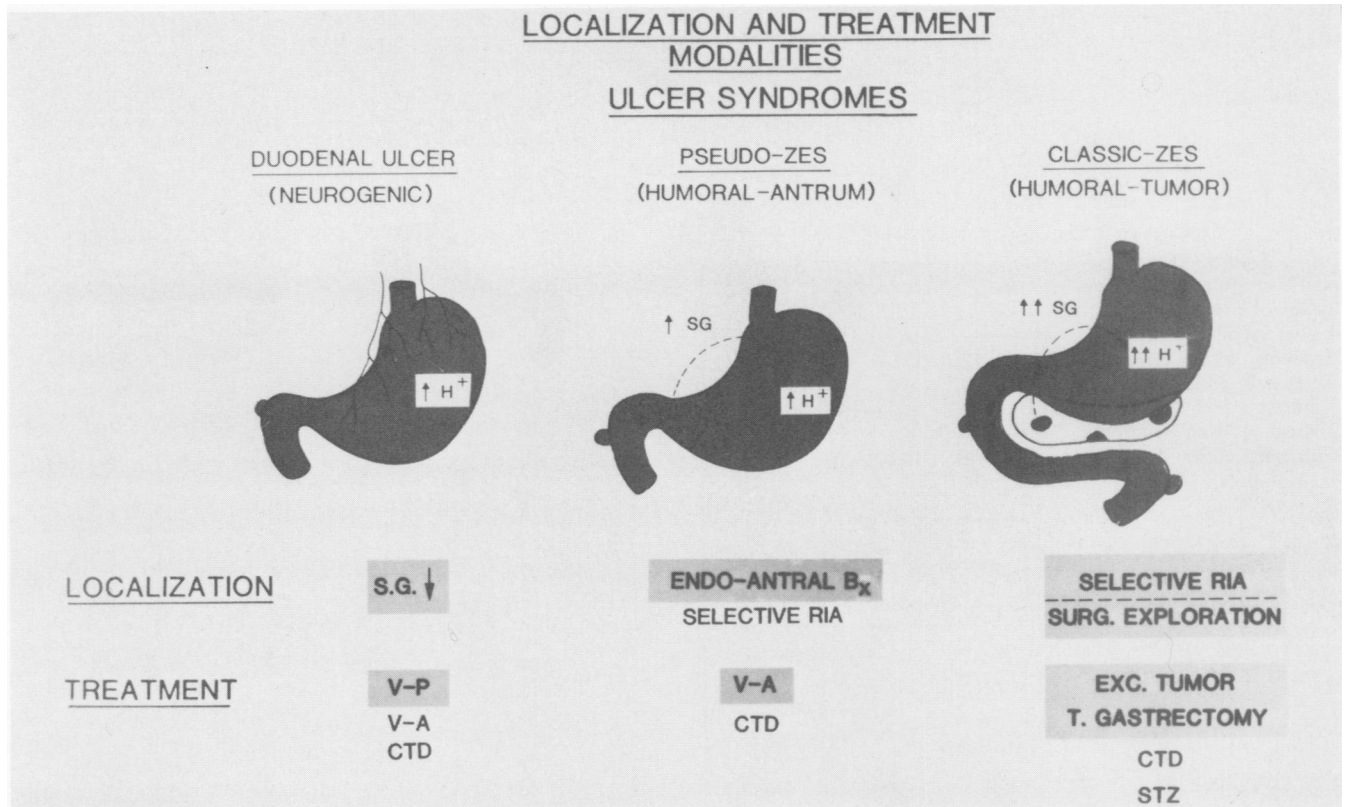 LOCALIZATION AND TREATMENT
MODALITIES
ULCER SYNDROMES
DUODENAL ULCER
(NEUROGENIC)
PSEUDO-ZES
(HUMORAL-ANTRUM)
CLASSIC-ZES
(HUMORAL-TUMOR)
↑ H+
↑ SG
↑ H+
↑↑ SG
↑↑ H+
LOCALIZATION
S.G. ↓
ENDO-ANTRAL Bx
SELECTIVE RIA
SELECTIVE RIA
SURG. EXPLORATION
TREATMENT
V-P
V-A
CTD
V-A
CTD
EXC. TUMOR
T. GASTRECTOMY
CTD
STZ